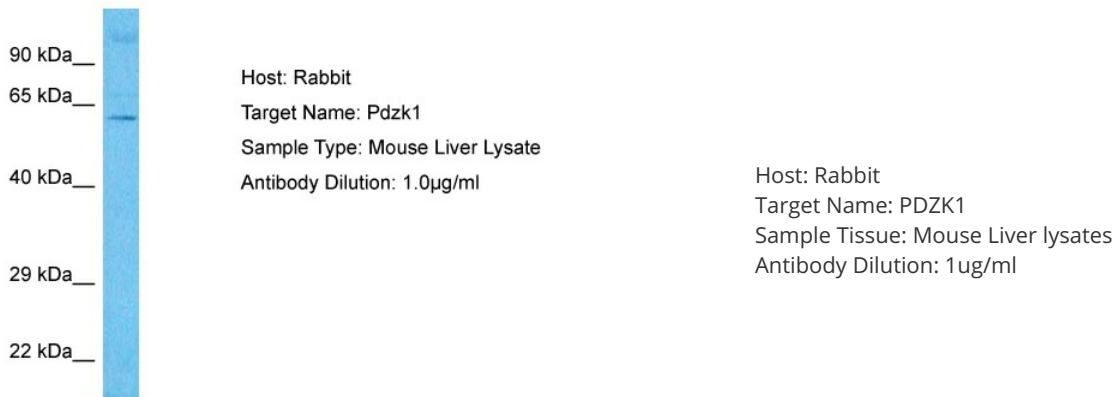 90 kDa__
65 kDa__
40 kDa__
29 kDa__
22 kDa__
Host: Rabbit
Target Name: Pdzk1
Sample Type: Mouse Liver Lysate
Antibody Dilution: 1.0µg/ml
Host: Rabbit
Target Name: PDZK1
Sample Tissue: Mouse Liver lysates
Antibody Dilution: 1ug/ml